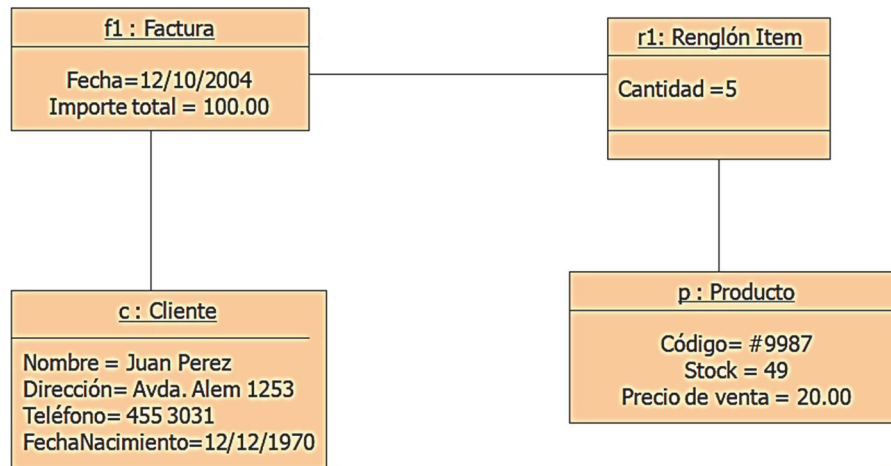 f1 : Factura
Fecha=12/10/2004
Importe total = 100.00
r1: Renglón Item
Cantidad =5
c : Cliente
Nombre = Juan Perez
Dirección= Avda. Alem 1253
Teléfono= 455 3031
FechaNacimiento=12/12/1970
p : Producto
Código= #9987
Stock = 49
Precio de venta = 20.00